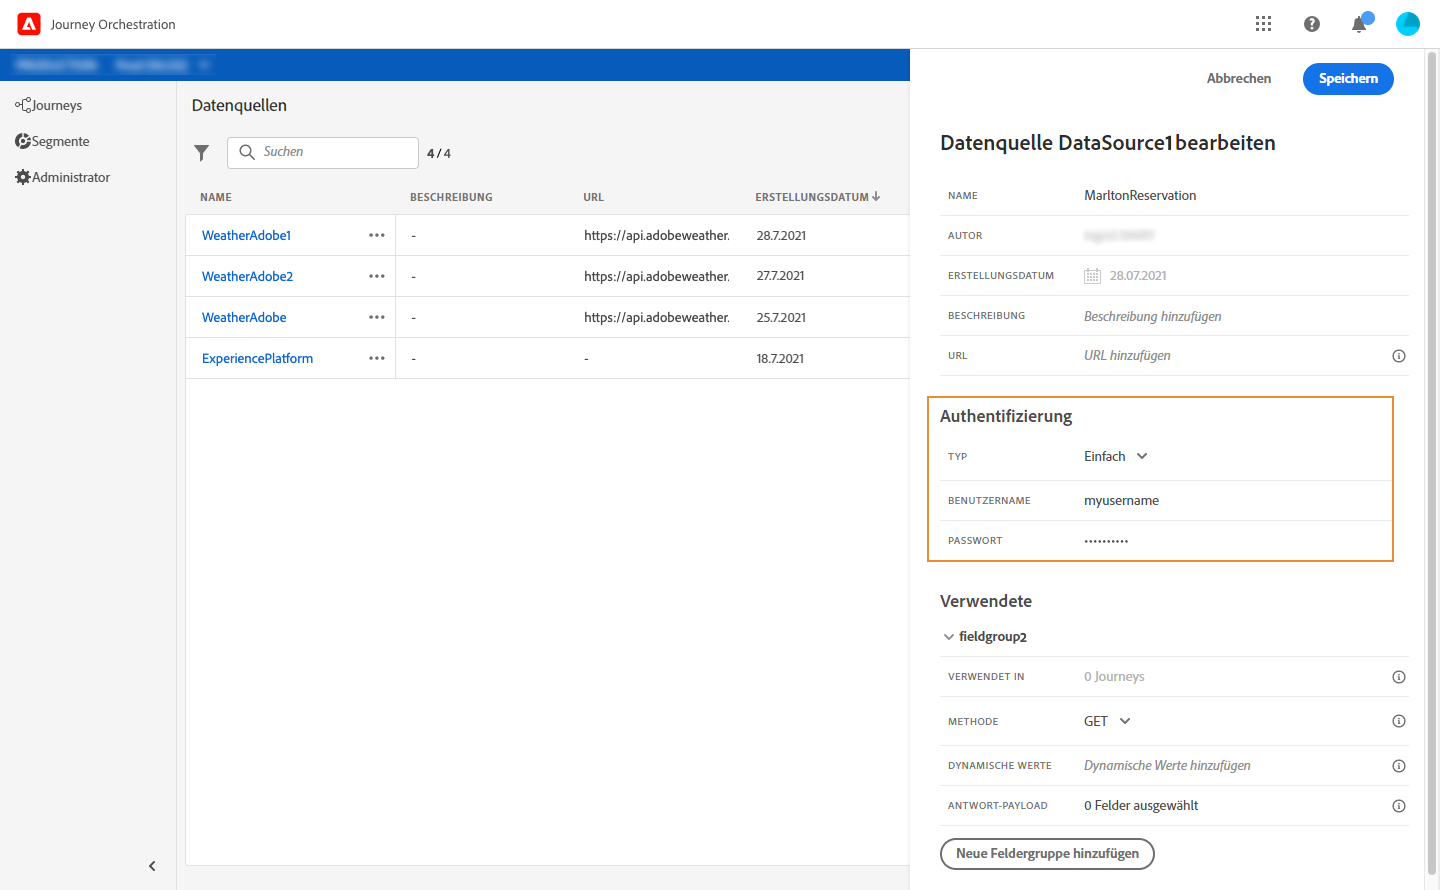 Journey Orchestration
Abbrechen
Speichern
Journeys
Segmente
Administrator
Datenquellen
Suchen
4 / 4
NAME BESCHREIBUNG URL ERSTELLUNGSDATUM
WeatherAdobe1 - https://api.adobeweather. 28.7.2021
WeatherAdobe2 - https://api.adobeweather. 27.7.2021
WeatherAdobe - https://api.adobeweather. 25.7.2021
ExperiencePlatform - - 18.7.2021
Datenquelle DataSource1 bearbeiten
NAME MarltonReservation
AUTOR
ERSTELLUNGSDATUM 28.07.2021
BESCHREIBUNG Beschreibung hinzufügen
URL URL hinzufügen
Authentifizierung
TYP Einfach
BENUTZERNAME myusername
PASSWORT ••••••••••
Verwendete
fieldgroup2
VERWENDET IN 0 Journeys
METHODE GET
DYNAMISCHE WERTE Dynamische Werte hinzufügen
ANTWORT-PAYLOAD 0 Felder ausgewählt
Neue Feldergruppe hinzufügen